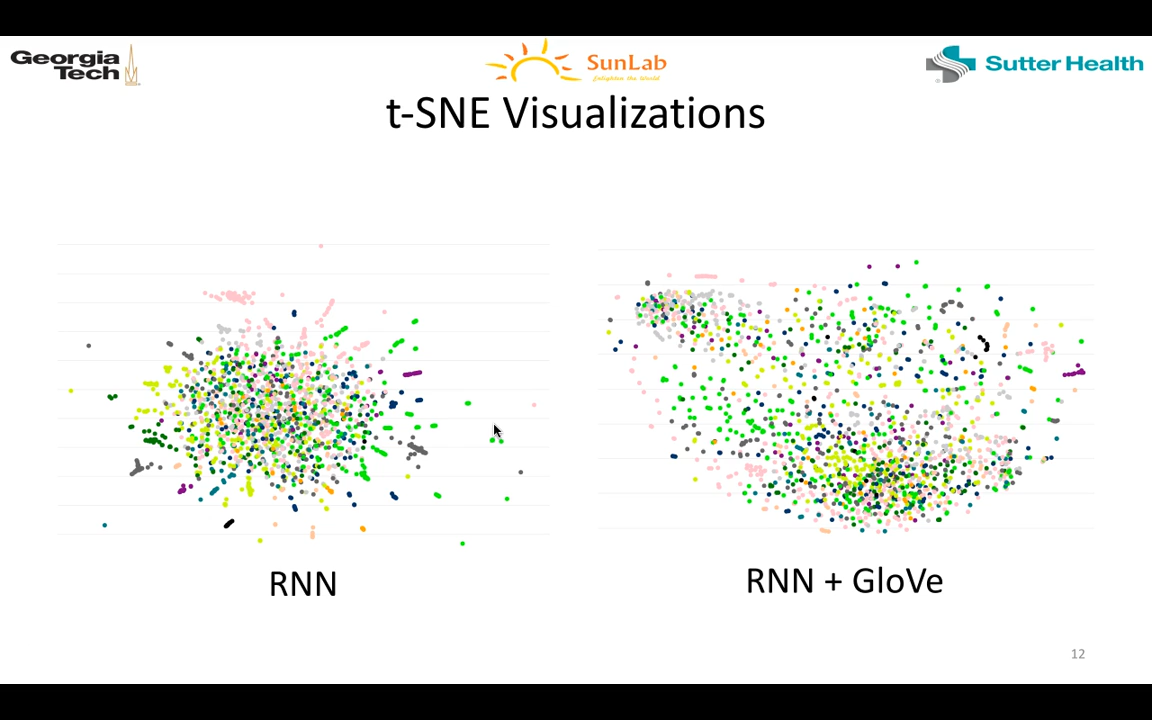 Georgia
Tech
SunLab
Enlighten the World
Sutter Health
t-SNE Visualizations
RNN
RNN + GloVe
12